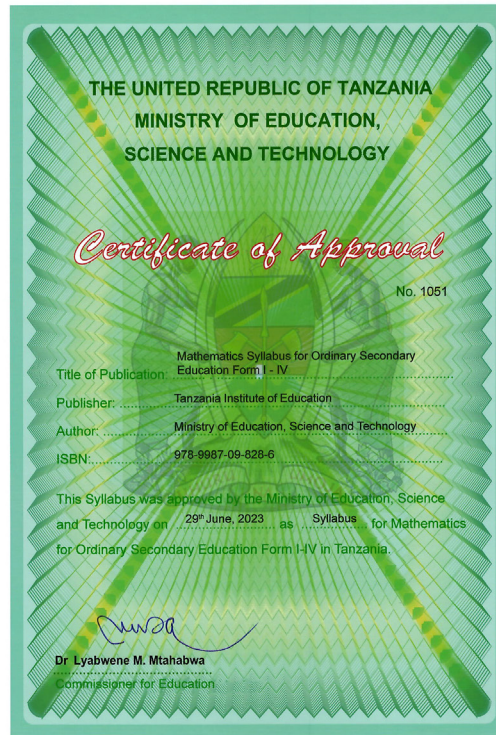 THE UNITED REPUBLIC OF TANZANIA
MINISTRY OF EDUCATION,
SCIENCE AND TECHNOLOGY
Certificate of Approval
No. 1051
Title of Publication: Mathematics Syllabus for Ordinary Secondary
Education Form I - IV
Publisher: Tanzania Institute of Education
Author: Ministry of Education, Science and Technology
ISBN: 978-9987-09-828-6
This Syllabus was approved by the Ministry of Education, Science
and Technology on 29th June, 2023 as Syllabus for Mathematics
for Ordinary Secondary Education Form I-IV in Tanzania.
Dr Lyabwene M. Mtahabwa
Commissioner for Education